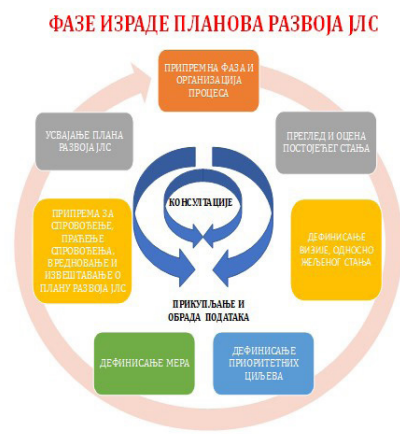 ФАЗЕ ИЗРАДЕ ПЛАНОВА РАЗВОЈА ЈЛС
ПРИПРЕМНА ФАЗА И
ОРГАНИЗАЦИЈА
ПРОЦЕСА
ПРЕГЛЕД И ОЦЕНА
ПОСТОЈЕЋЕГ СТАЊА
ДЕФИНИСАЊЕ
ВИЗИЈЕ, ОДНОСНО
ЖЕЉЕНОГ СТАЊА
ДЕФИНИСАЊЕ
ПРИОРИТЕТНИХ
ЦИЉЕВА
ДЕФИНИСАЊЕ МЕРА
ПРИПРЕМА ЗА
СПРОВОЂЕЊЕ,
ПРАЋЕЊЕ
СПРОВОЂЕЊА,
ВРЕДНОВАЊЕ И
ИЗВЕШТАВАЊЕ О
ПЛАНУ РАЗВОЈА ЈЛС
УСВАЈАЊЕ ПЛАНА
РАЗВОЈА ЈЛС
КОНСУЛТАЦИЈЕ
ПРИКУПЉАЊЕ И
ОБРАДА ПОДАТАКА